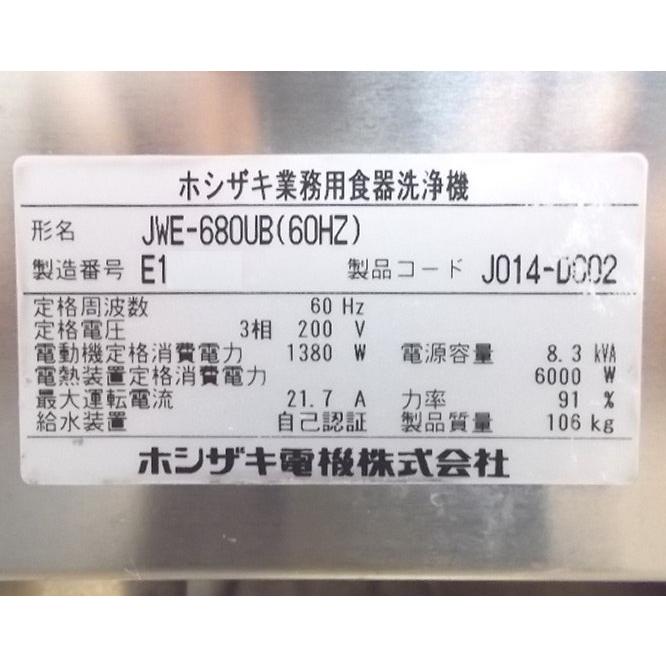 ホシザキ業務用食器洗浄機
形名 JWE-680UB(60HZ)
製造番号 E1 製品コード J014-D002
定格周波数 60 Hz
定格電圧 3相 200 V
電動機定格消費電力 1380 W 電源容量 8.3 kVA
電熱装置定格消費電力 6000 W
最大運転電流 21.7 A 力率 91 %
給水装置 自己認証 製品質量 106 kg
ホシザキ電機株式会社